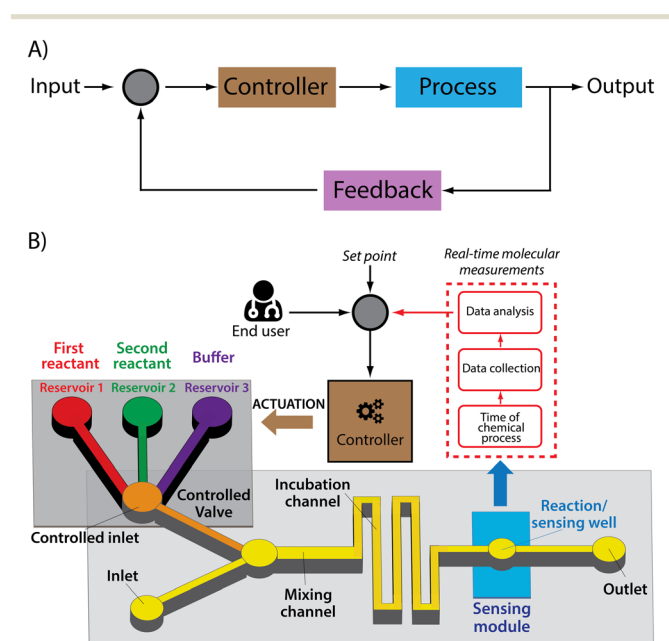 A)
Input
Controller
Process
Output
Feedback
B)
Set point
Real-time molecular
measurements
End user
Data analysis
Data collection
Time of
chemical
process
First
reactant
Second
reactant
Buffer
Reservoir 1
Reservoir 2
Reservoir 3
ACTUATION
Controller
Controlled
Valve
Controlled inlet
Incubation
channel
Reaction/
sensing well
Inlet
Mixing
channel
Outlet
Sensing
module